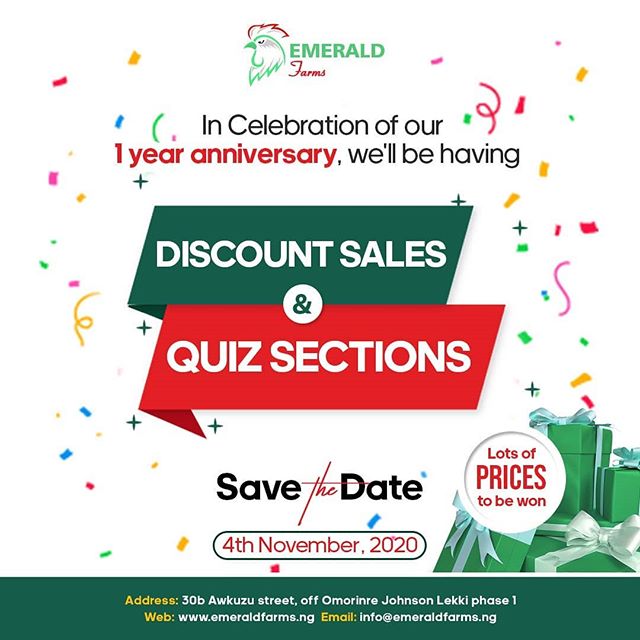 EMERALD
Farms
In Celebration of our
1 year anniversary, we'll be having
DISCOUNT SALES
&
QUIZ SECTIONS
Lots of
PRICES
to be won
Save the Date
4th November, 2020
Address: 30b Awkuzu street, off Omorinre Johnson Lekki phase 1
Web: www.emeraldfarms.ng Email: info@emeraldfarms.ng